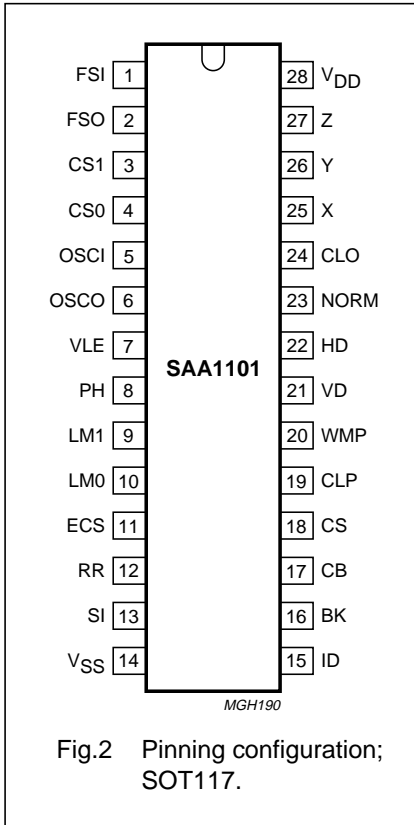 FSI 1 28 VDD
FSO 2 27 Z
CS1 3 26 Y
CS0 4 25 X
OSCI 5 24 CLO
OSCO 6 23 NORM
VLE 7 22 HD
SAA1101
PH 8 21 VD
LM1 9 20 WMP
LM0 10 19 CLP
ECS 11 18 CS
RR 12 17 CB
SI 13 16 BK
VSS 14 15 ID
MGH190
Fig.2 Pinning configuration;
SOT117.